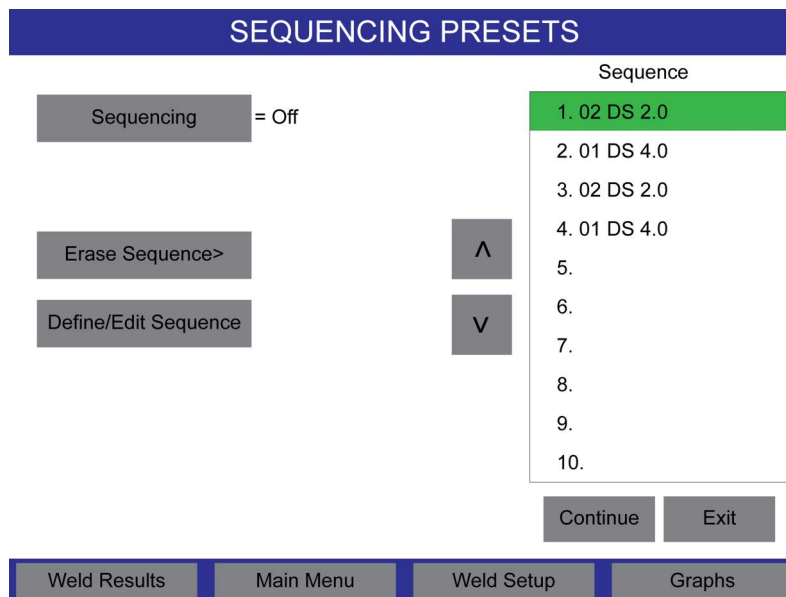 SEQUENCING PRESETS
Sequencing = Off
Erase Sequence>
Define/Edit Sequence
Λ
V
Sequence
1. 02 DS 2.0
2. 01 DS 4.0
3. 02 DS 2.0
4. 01 DS 4.0
5.
6.
7.
8.
9.
10.
Continue Exit
Weld Results Main Menu Weld Setup Graphs